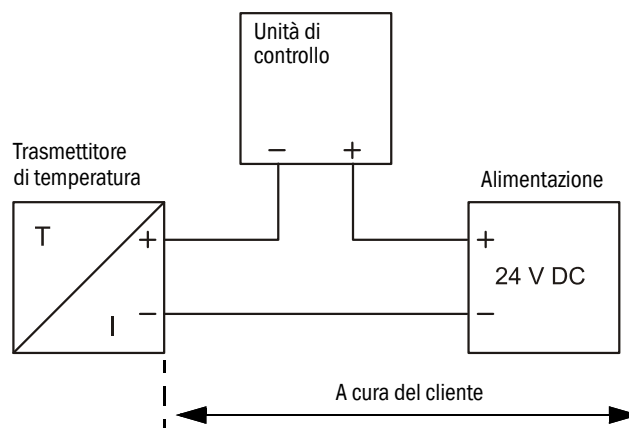 Unità di
controllo
− +
Trasmettitore
di temperatura
Alimentazione
T
+
+
24 V DC
I
−
−
A cura del cliente